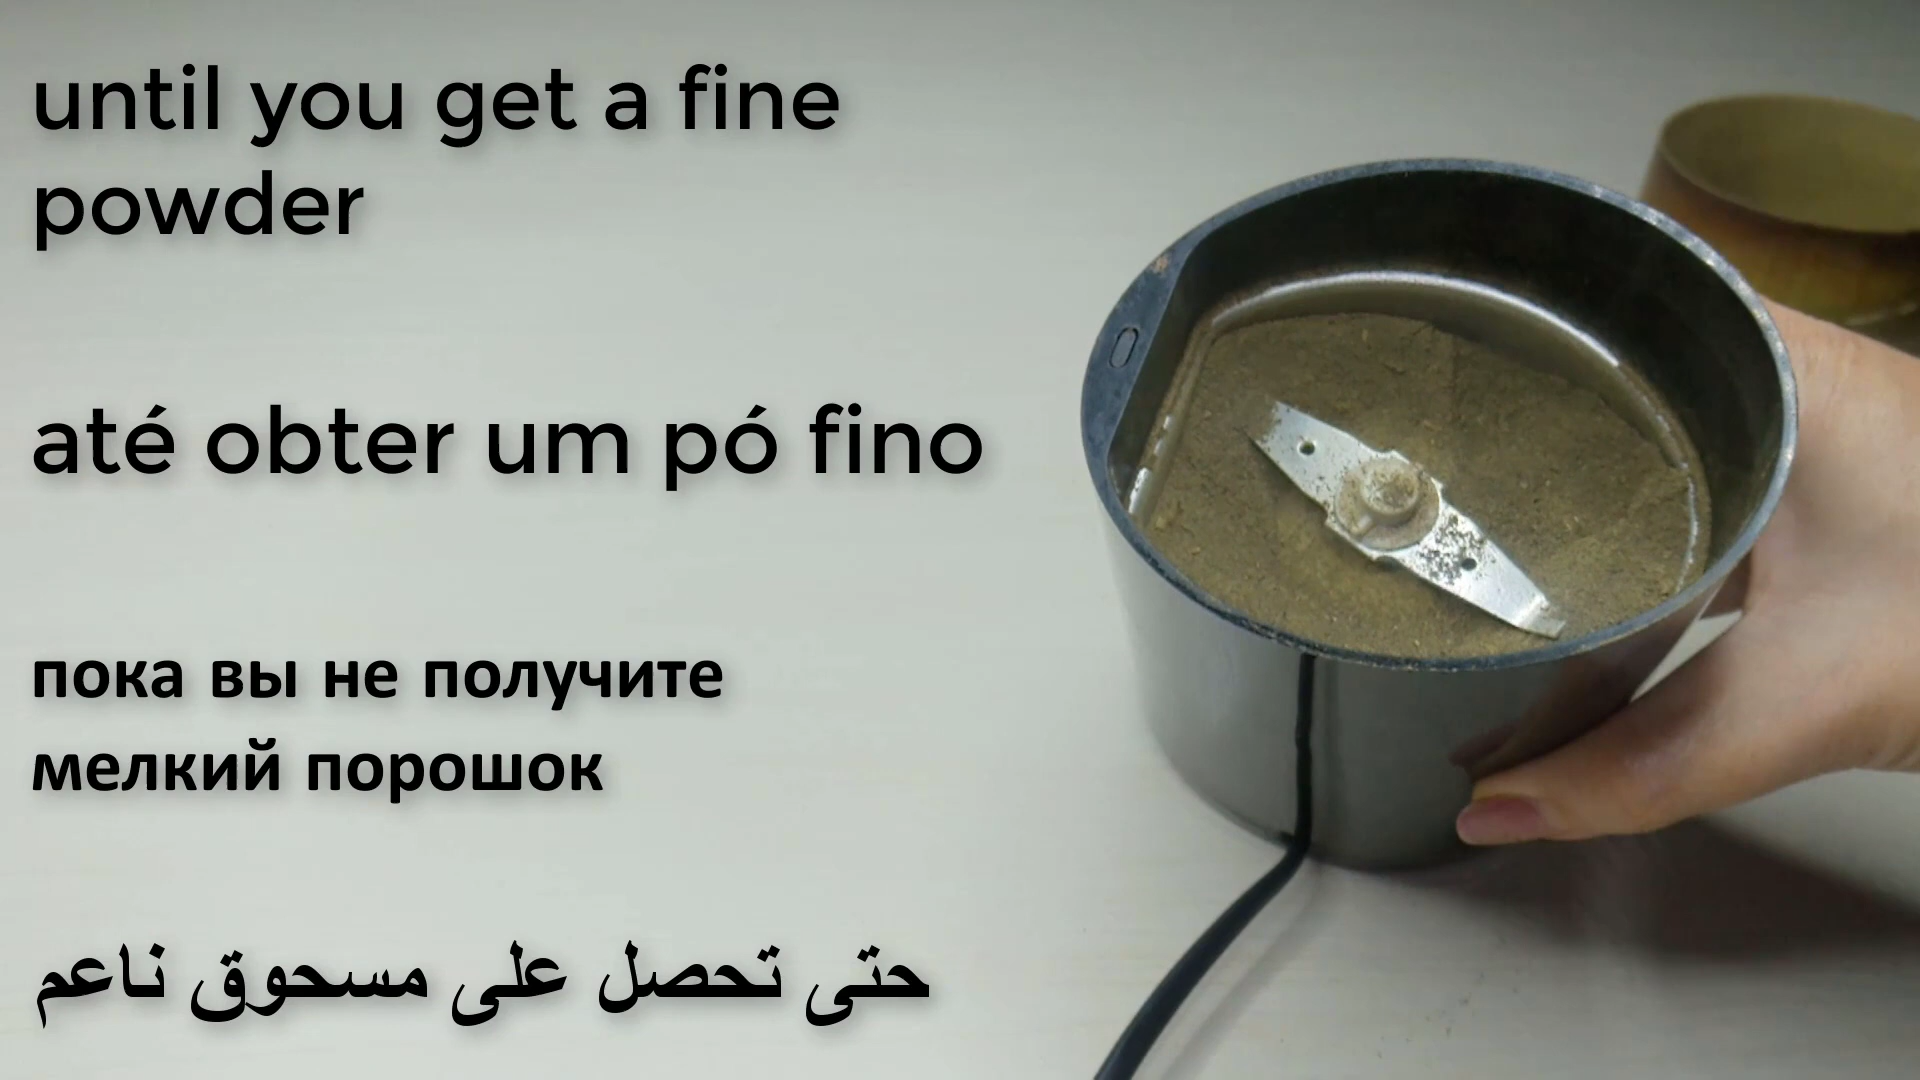 until you get a fine
powder
até obter um pó fino
пока вы не получите
мелкий порошок
حتى تحصل على مسحوق ناعم